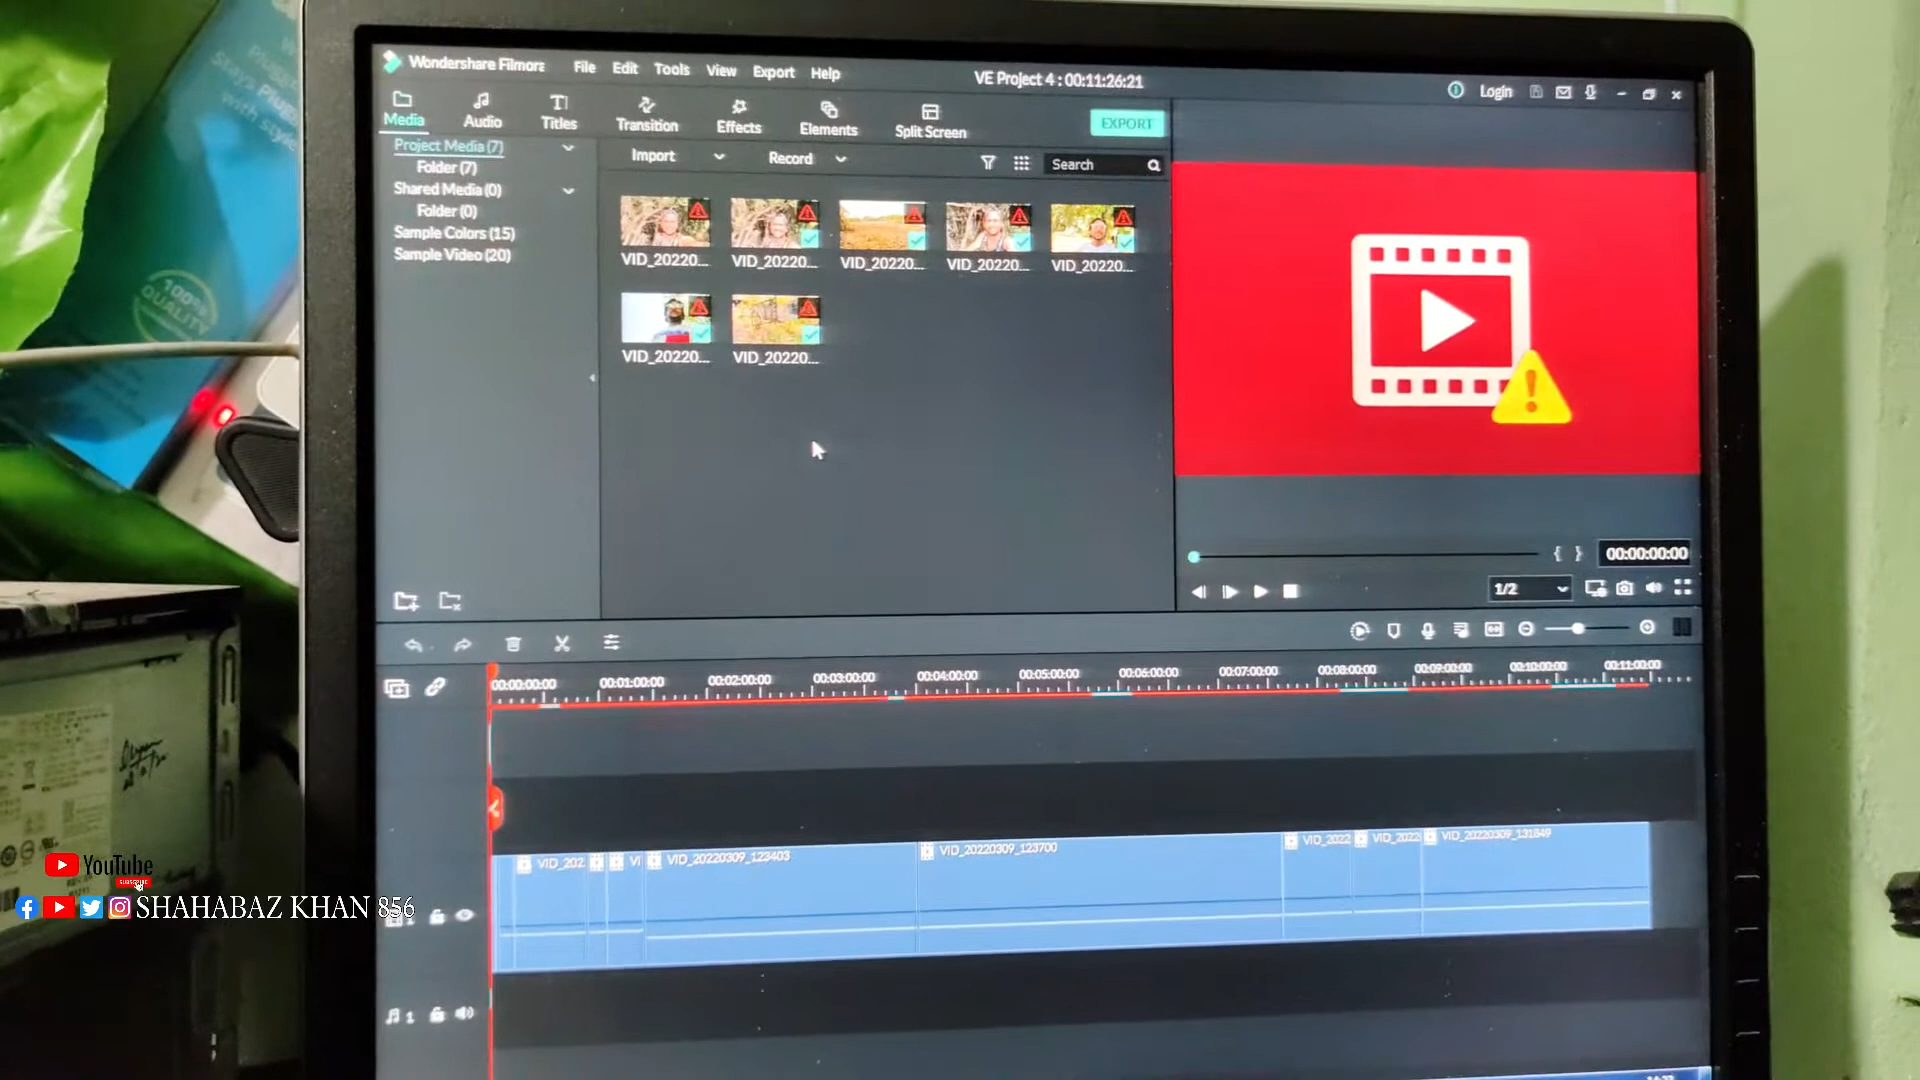 Wondershare Filmora File Edit Tools View Export Help
VE Project 4 : 00:11:26:21
Login
Media Audio Titles Transition Effects Elements Split Screen
EXPORT
Project Media (7)
Folder (7)
Shared Media (0)
Folder (0)
Sample Colors (15)
Sample Video (20)
Import Record Search
VID_20220... VID_20220... VID_20220... VID_20220... VID_20220...
VID_20220... VID_20220...
00:00:00:00
1/2
00:00:00:00 00:01:00:00 00:02:00:00 00:03:00:00 00:04:00:00 00:05:00:00 00:06:00:00 00:07:00:00 00:08:00:00 00:09:00:00 00:10:00:00 00:11:00:00
VID_202 VI VID_20220309_123403 VID_20220309_123700 VID_2022 VID_2022 VID_20220309_131849
1
100%
QUALITY
with style
YouTube
SUBSCRIBE
SHAHABAZ KHAN 856